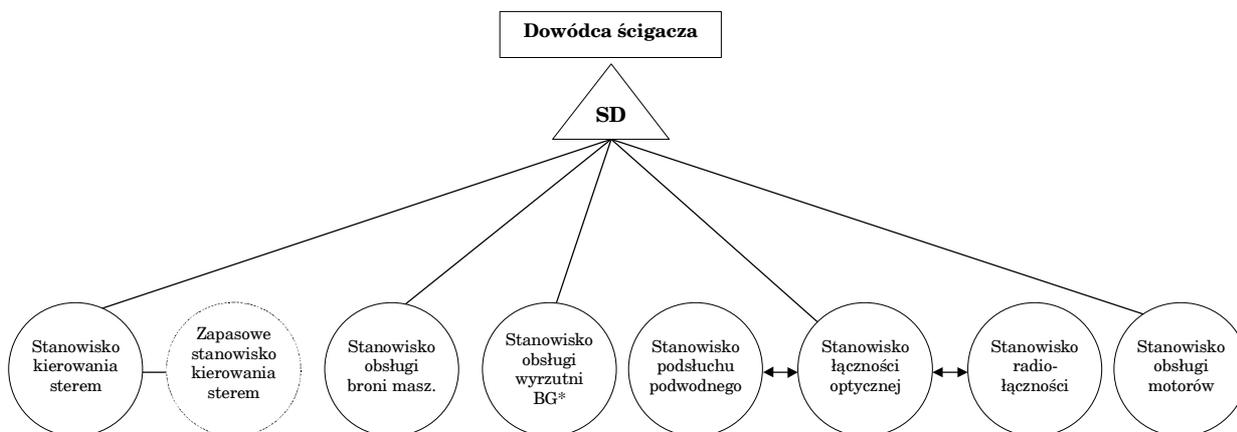 Dowódca ścigacza
SD
Stanowisko
kierowania
sterem
Zapasowe
stanowisko
kierowania
sterem
Stanowisko
obsługi
broni masz.
Stanowisko
obsługi
wyrzutni
BG*
Stanowisko
podsłuchu
podwodnego
Stanowisko
łączności
optycznej
Stanowisko
radio-
łączności
Stanowisko
obsługi
motorów